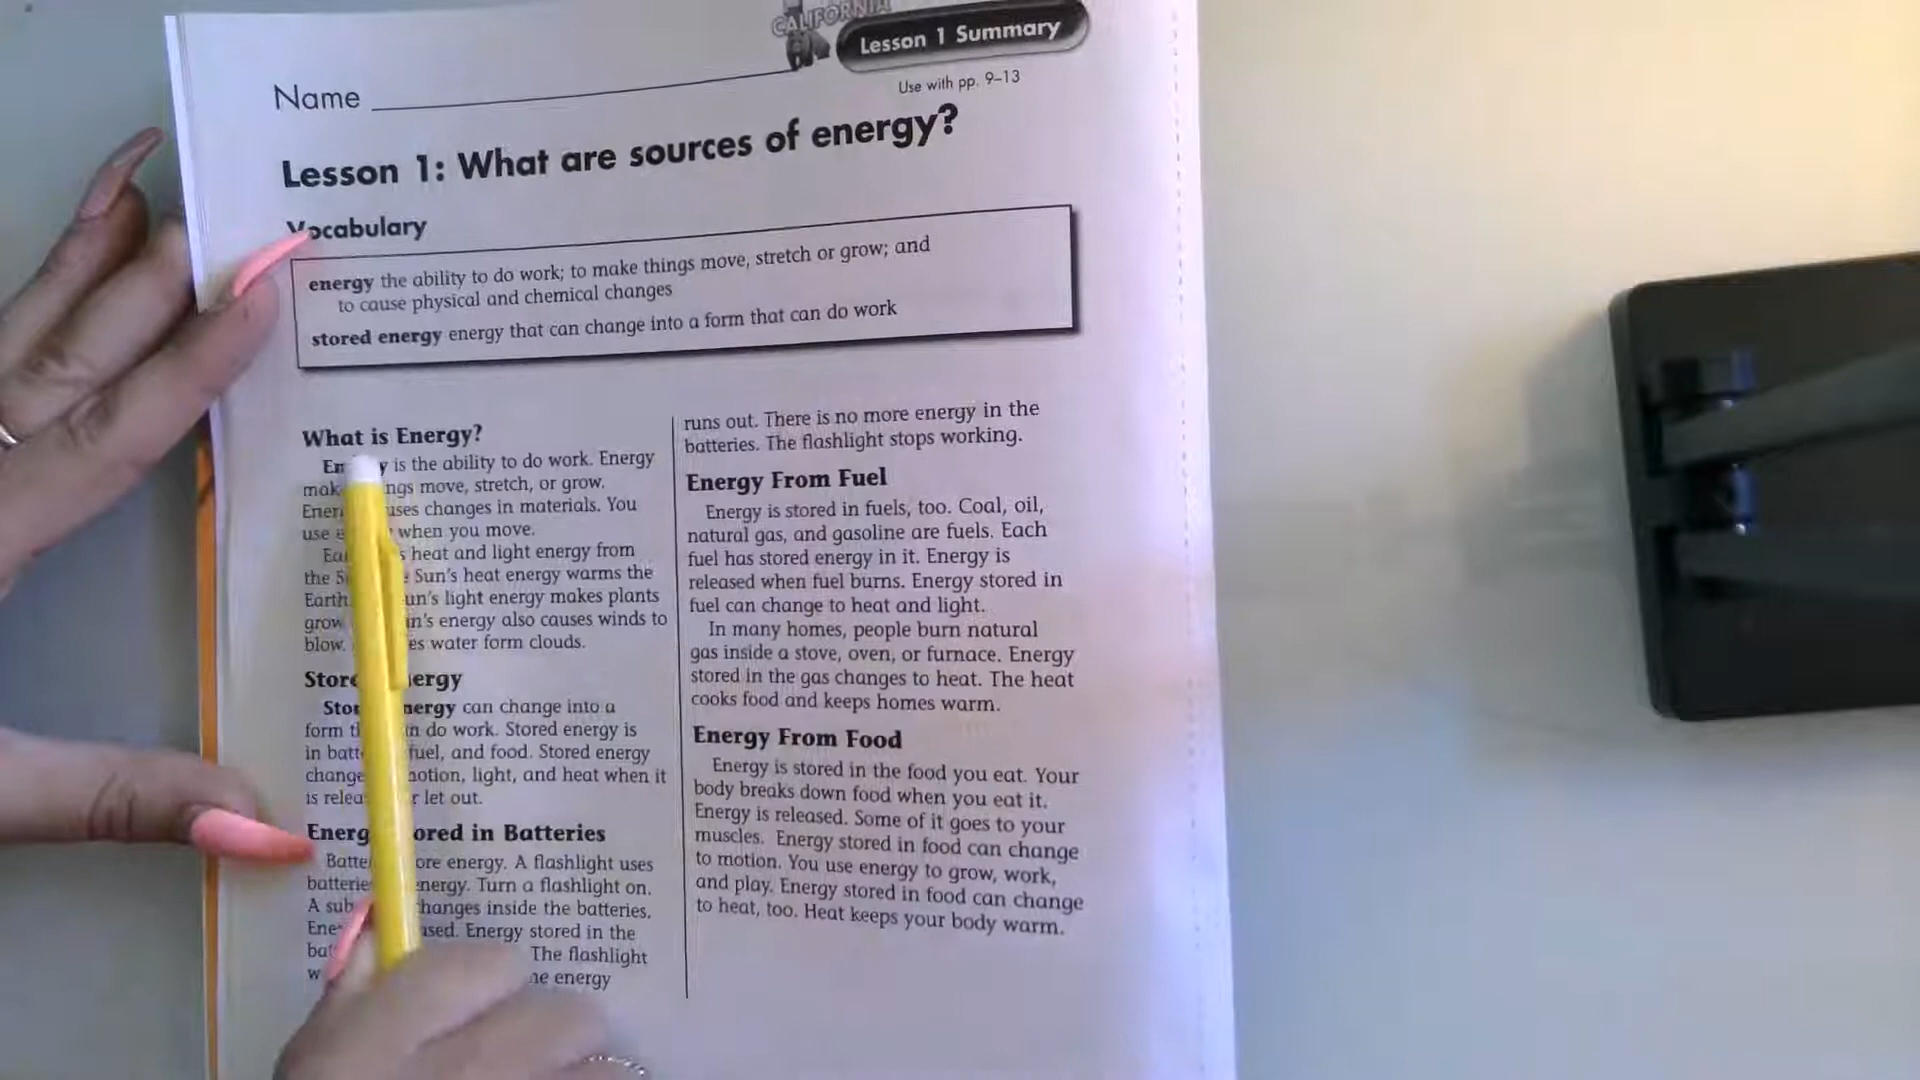 CALIFORNIA
Lesson 1 Summary
Name
Use with pp. 9–13
Lesson 1: What are sources of energy?
Vocabulary
energy the ability to do work; to make things move, stretch or grow; and
to cause physical and chemical changes
stored energy energy that can change into a form that can do work
What is Energy?
is the ability to do work. Energy
move, stretch, or grow.
changes in materials. You
use when you move.
heat and light energy from
the Sun's heat energy warms the
Earth. light energy makes plants
grow energy also causes winds to
blow. water form clouds.
Stored Energy
Stored energy can change into a
form do work. Stored energy is
in fuel, and food. Stored energy
motion, light, and heat when it
is let out.
Energy Stored in Batteries
energy. A flashlight uses
energy. Turn a flashlight on.
A changes inside the batteries.
Energy stored in the
The flashlight
energy
runs out. There is no more energy in the
batteries. The flashlight stops working.
Energy From Fuel
Energy is stored in fuels, too. Coal, oil,
natural gas, and gasoline are fuels. Each
fuel has stored energy in it. Energy is
released when fuel burns. Energy stored in
fuel can change to heat and light.
In many homes, people burn natural
gas inside a stove, oven, or furnace. Energy
stored in the gas changes to heat. The heat
cooks food and keeps homes warm.
Energy From Food
Energy is stored in the food you eat. Your
body breaks down food when you eat it.
Energy is released. Some of it goes to your
muscles. Energy stored in food can change
to motion. You use energy to grow, work,
and play. Energy stored in food can change
to heat, too. Heat keeps your body warm.